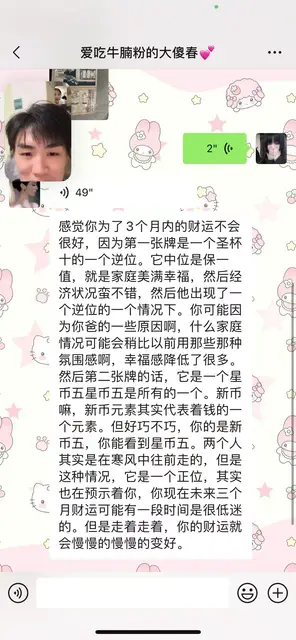 爱吃牛腩粉的大傻春💕
2"
49"
感觉你为了3个月内的财运不会
很好，因为第一张牌是一个圣杯
十的一个逆位。它中位是保一
值，就是家庭美满幸福，然后经
济状况蛮不错，然后他出现了一
个逆位的一个情况下。你可能因
为你爸的一些原因啊，什么家庭
情况可能会稍比以前用那些那种
氛围感啊，幸福感降低了很多。
然后第二张牌的话，它是一个星
币五星币五是所有的一个。新币
嘛，新币元素其实代表着钱的一
个元素。但好巧不巧，你的是新
币五，你能看到星币五。两个人
其实是在寒风中往前走的，但是
这种情况，它是一个正位，其实
也在预示着你，你现在未来三个
月财运可能有一段时间是很低迷
的。但是走着走着，你的财运就
会慢慢的慢慢的变好。